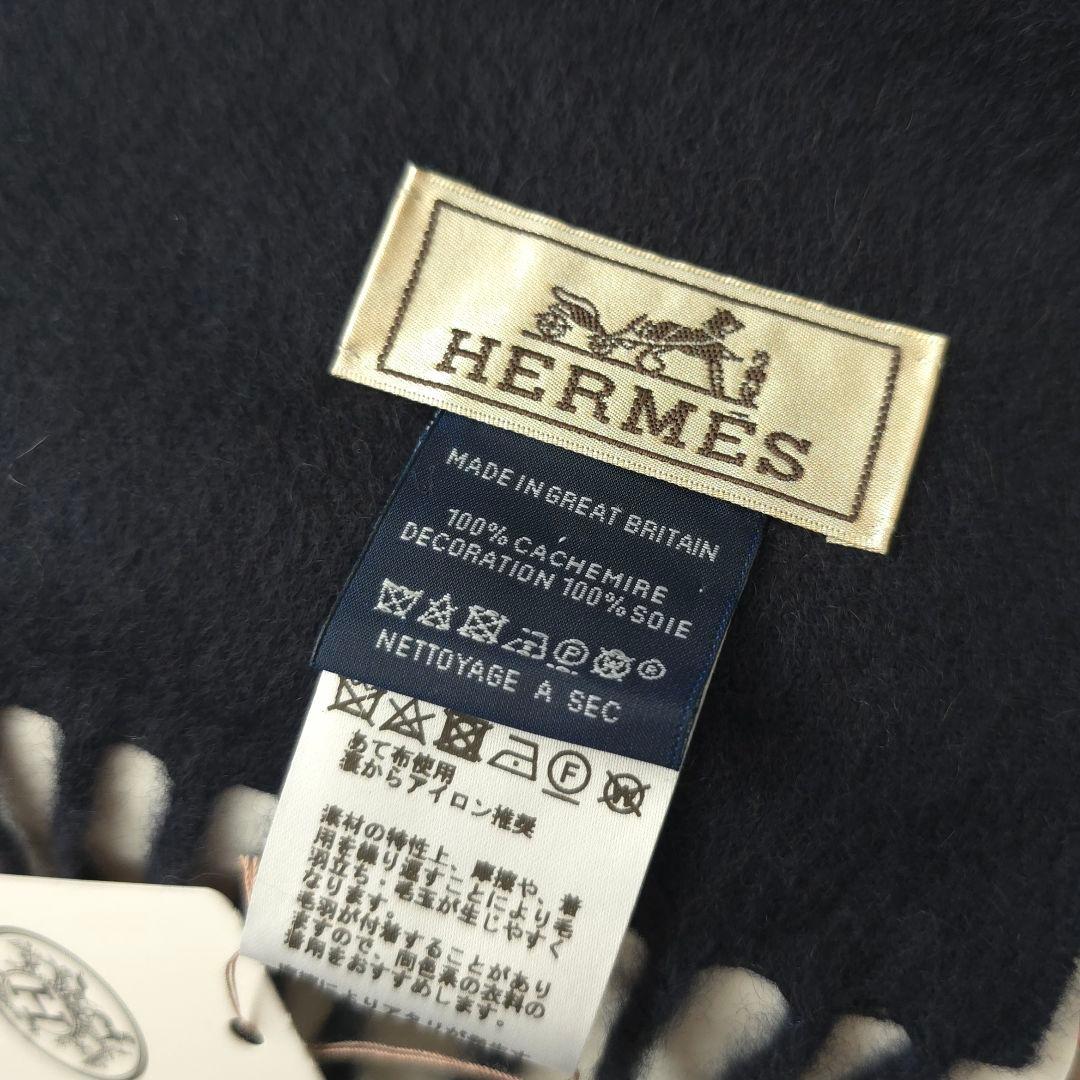 HERMES
MADE IN GREAT BRITAIN
100% CACHEMIRE
DECORATION 100% SOIE
P W
NETTOYAGE A SEC
F W
あて布使用
裏からアイロン推奨
素材の特性上、摩擦や、着
用を繰り返すことにより毛
羽立ち・毛玉が生じやすく
なります。
毛羽が付着することがあり
ますので、同色系の衣料の
着用をおすすめします。
H